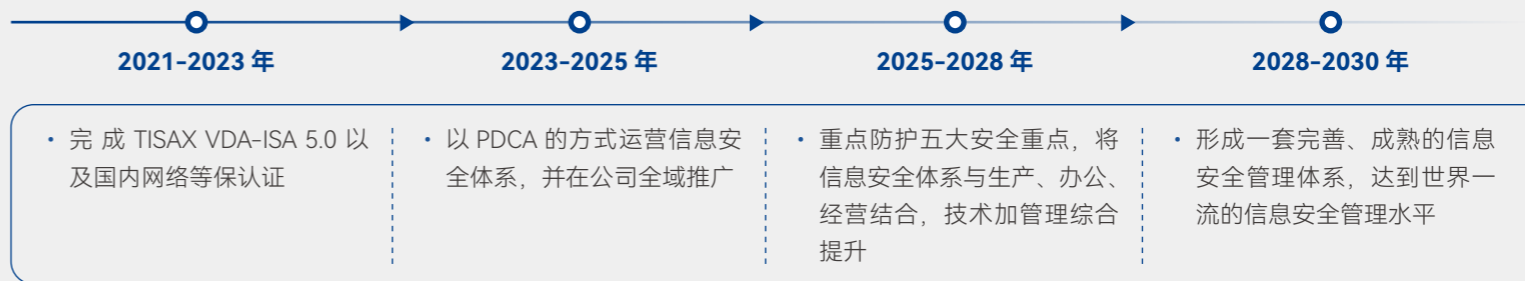 2021-2023 年
2023-2025 年
2025-2028 年
2028-2030 年
• 完成 TISAX VDA-ISA 5.0 以
及国内网络等保认证
• 以 PDCA 的方式运营信息安
全体系，并在公司全域推广
• 重点防护五大安全重点，将
信息安全体系与生产、办公、
经营结合，技术加管理综合
提升
• 形成一套完善、成熟的信息
安全管理体系，达到世界一
流的信息安全管理水平